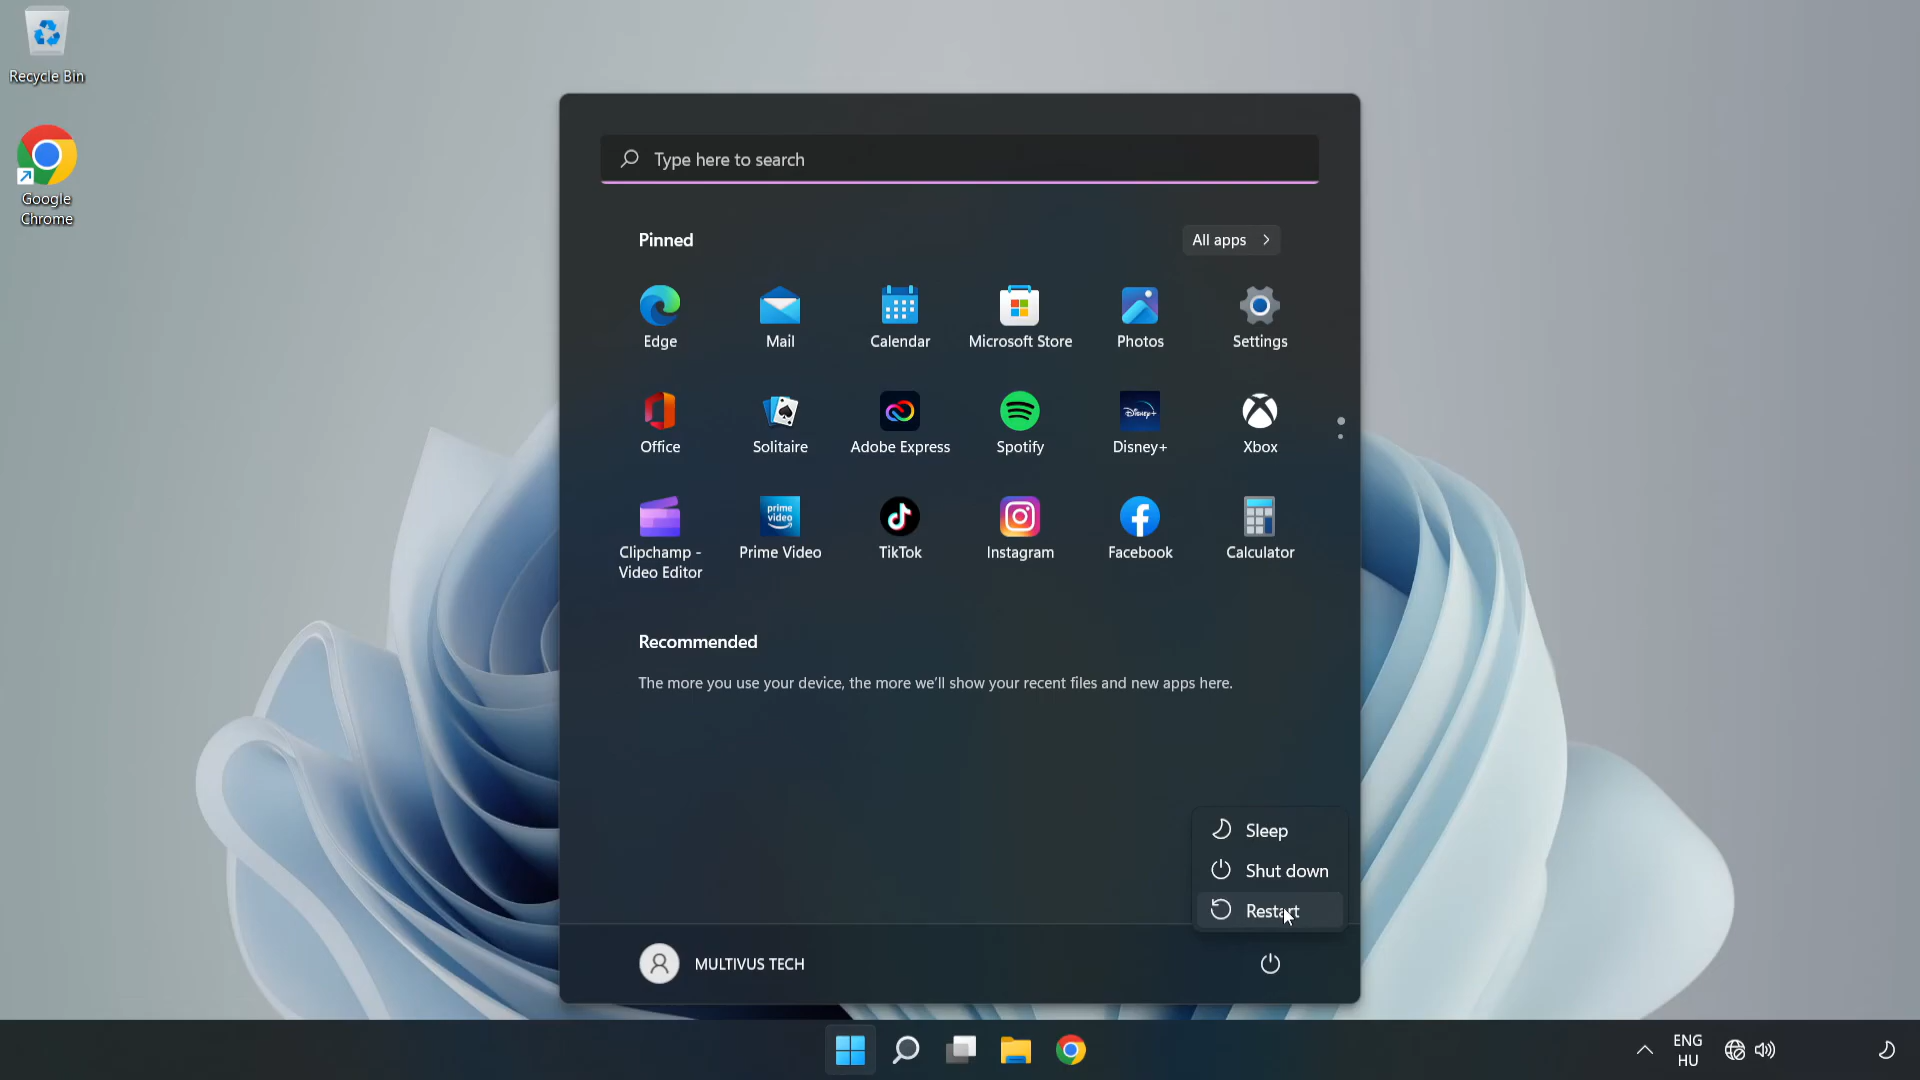 Recycle Bin
Google
Chrome
Type here to search
Pinned
All apps
Edge
Mail
Calendar
Microsoft Store
Photos
Settings
Office
Solitaire
Adobe Express
Spotify
Disney+
Disney+
Xbox
prime
video
Clipchamp -
Video Editor
Prime Video
TikTok
Instagram
Facebook
Calculator
Recommended
The more you use your device, the more we'll show your recent files and new apps here.
Sleep
Shut down
Restart
MULTIVUS TECH
ENG
HU